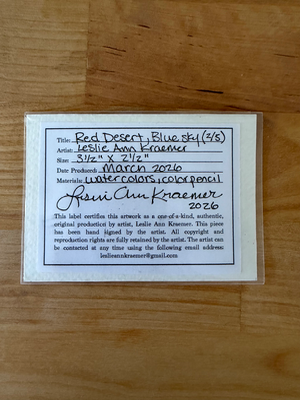 Title: Red Desert, Blue sky (2/5)
Artist: Leslie Ann Kraemer
Size: 3½" X 2½"
Date Produced: March 2026
Materials: watercolors, colorpencil
Leslie Ann Kraemer
2026
This label certifies this artwork as a one-of-a-kind, authentic,
original production by artist, Leslie Ann Kraemer. This piece
has been hand signed by the artist. All copyright and
reproduction rights are fully retained by the artist. The artist can
be contacted at any time using the following email address:
leslieannkraemer@gmail.com